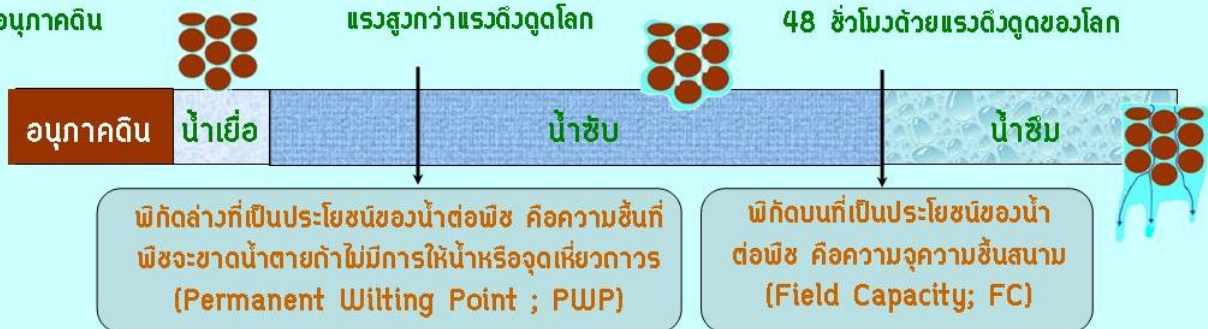 อนุภาคดิน
แรงสูงกว่าแรงดึงดูดโลก
48 ชั่วโมงด้วยแรงดึงดูดของโลก
อนุภาคดิน
น้ำเยื่อ
น้ำซับ
น้ำซึม
พิกัดล่างที่เป็นประโยชน์ของน้ำต่อพืช คือความชื้นที่
พืชจะขาดน้ำตายถ้าไม่มีการให้น้ำหรือจุดเหี่ยวถาวร
(Permanent Wilting Point ; PWP)
พิกัดบนที่เป็นประโยชน์ของน้ำ
ต่อพืช คือความจุความชื้นสนาม
(Field Capacity; FC)